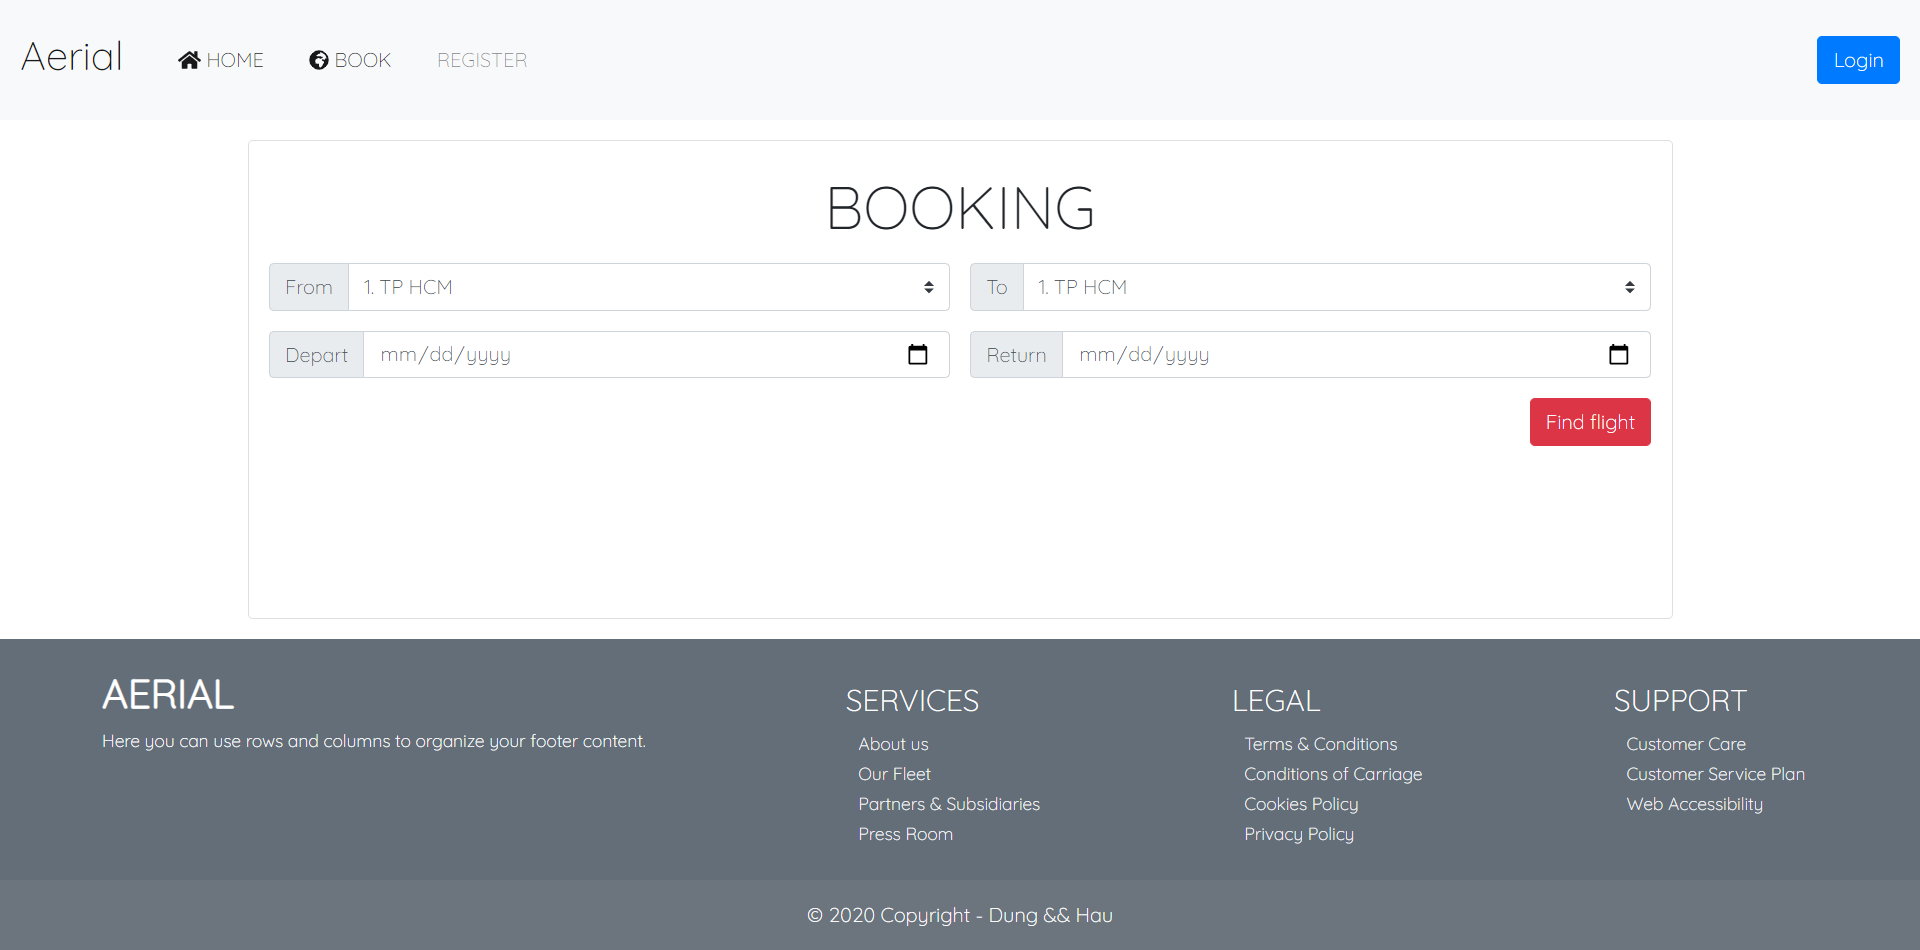 Aerial
HOME
BOOK
REGISTER
Login
BOOKING
From
1. TP HCM
To
1. TP HCM
Depart
mm/dd/yyyy
Return
mm/dd/yyyy
Find flight
AERIAL
Here you can use rows and columns to organize your footer content.
SERVICES
About us
Our Fleet
Partners & Subsidiaries
Press Room
LEGAL
Terms & Conditions
Conditions of Carriage
Cookies Policy
Privacy Policy
SUPPORT
Customer Care
Customer Service Plan
Web Accessibility
© 2020 Copyright - Dung && Hau